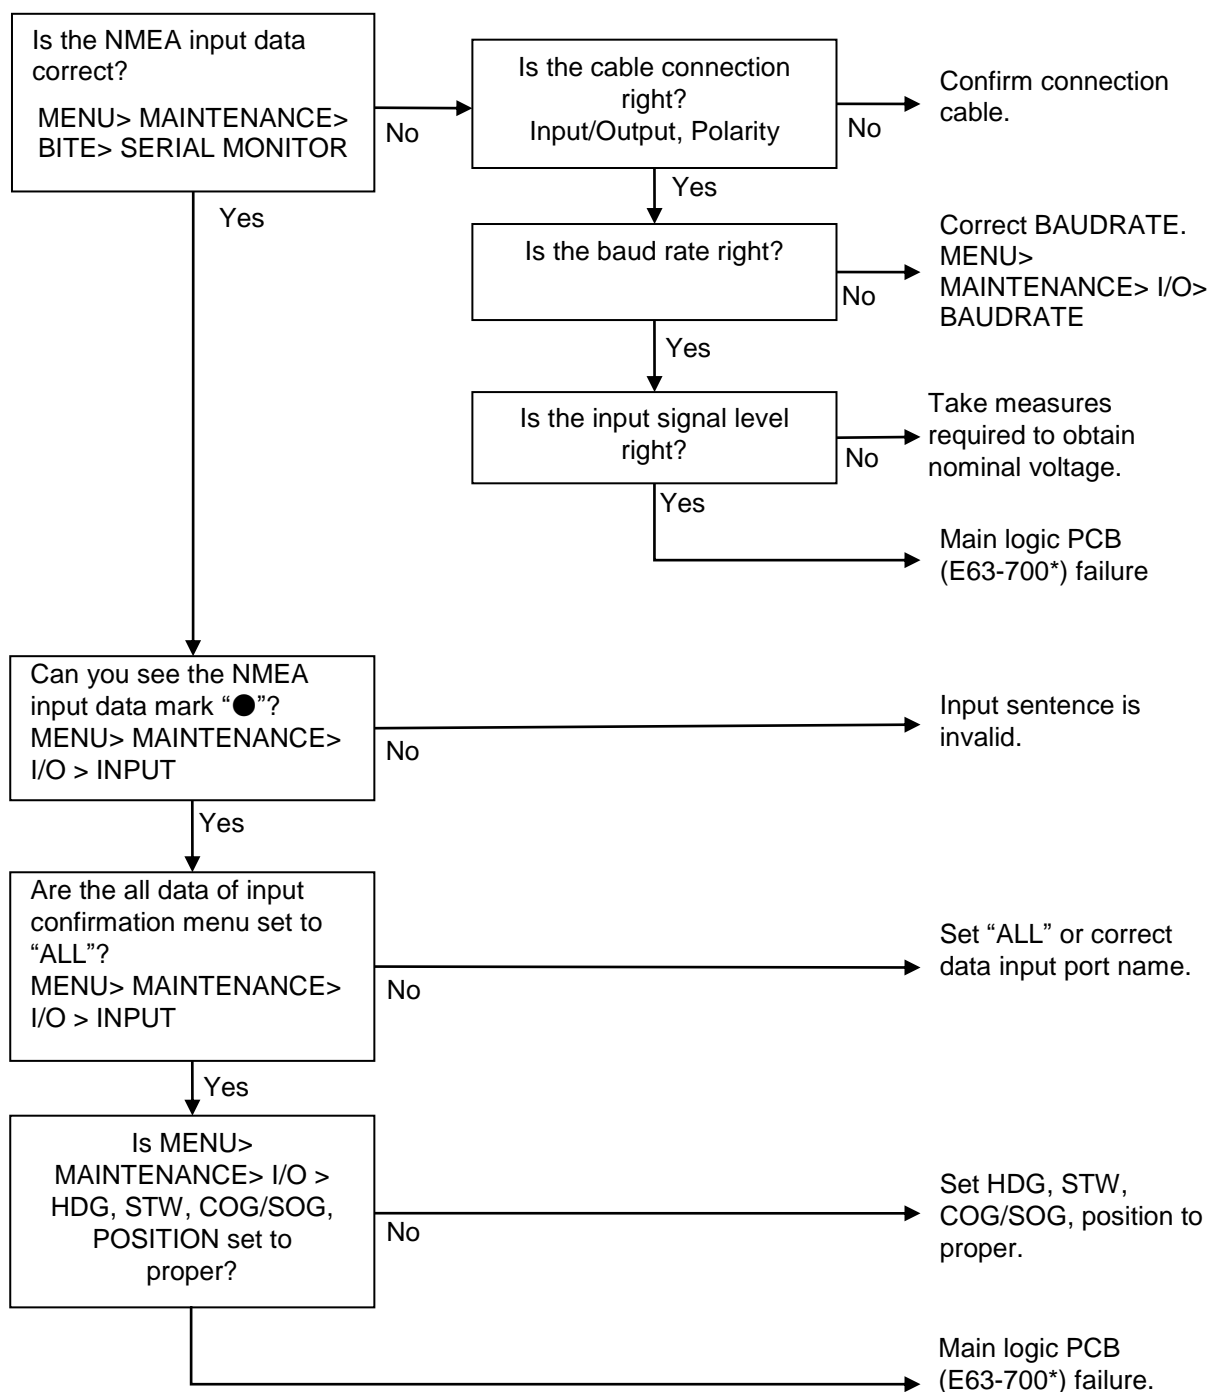 Is the NMEA input data
correct?
MENU> MAINTENANCE>
BITE> SERIAL MONITOR
No
Yes
Is the cable connection
right?
Input/Output, Polarity
No
Yes
Confirm connection
cable.
Is the baud rate right?
No
Yes
Correct BAUDRATE.
MENU>
MAINTENANCE> I/O>
BAUDRATE
Is the input signal level
right?
No
Yes
Take measures
required to obtain
nominal voltage.
Main logic PCB
(E63-700*) failure
Can you see the NMEA
input data mark “●”?
MENU> MAINTENANCE>
I/O > INPUT
No
Yes
Input sentence is
invalid.
Are the all data of input
confirmation menu set to
“ALL”?
MENU> MAINTENANCE>
I/O > INPUT
No
Yes
Set “ALL” or correct
data input port name.
Is MENU>
MAINTENANCE> I/O >
HDG, STW, COG/SOG,
POSITION set to
proper?
No
Set HDG, STW,
COG/SOG, position to
proper.
Main logic PCB
(E63-700*) failure.